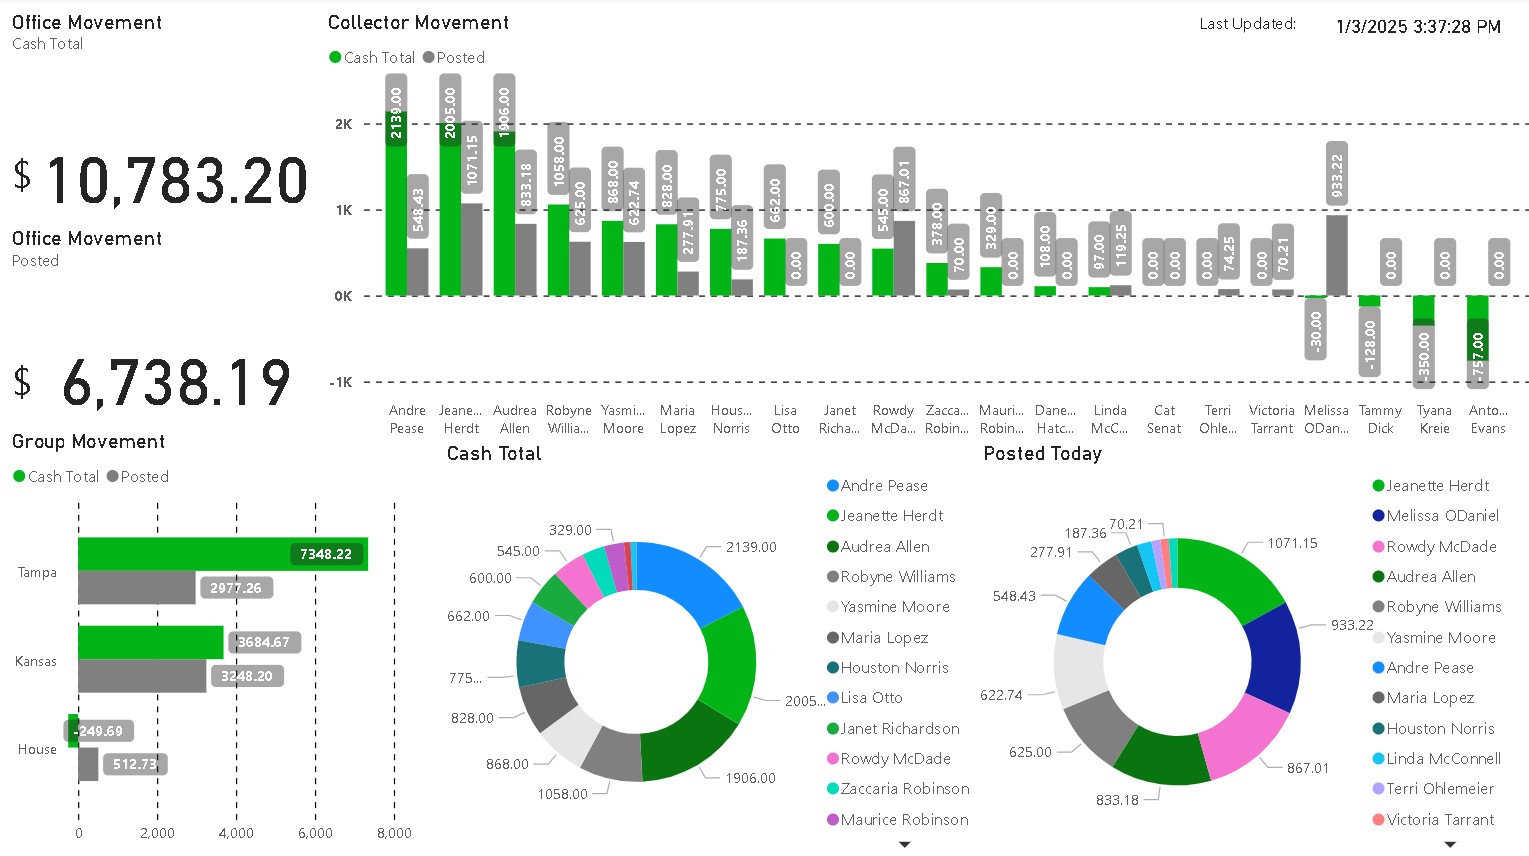 Office Movement
Cash Total
$ 10,783.20
Office Movement
Posted
$ 6,738.19
Collector Movement
Cash Total Posted
Last Updated: 1/3/2025 3:37:28 PM
2K
1K
0K
-1K
2139.00 548.43
2005.00 1071.15
1906.00 833.18
1058.00 625.00
868.00 622.74
828.00 277.91
775.00 187.36
662.00 0.00
600.00 0.00
545.00 867.01
378.00 70.00
329.00 0.00
108.00 0.00
97.00 119.25
0.00 0.00
0.00 74.25
0.00 70.21
-30.00 933.22
-128.00 0.00
-350.00 0.00
-757.00 0.00
Andre Pease
Jeane... Herdt
Audrea Allen
Robyne Willia...
Yasmi... Moore
Maria Lopez
Hous... Norris
Lisa Otto
Janet Richa...
Rowdy McDa...
Zacca... Robin...
Mauri... Robin...
Dane... Hatc...
Linda McC...
Cat Senat
Terri Ohle...
Victoria Tarrant
Melissa ODan...
Tammy Dick
Tyana Kreie
Anto... Evans
Group Movement
Cash Total Posted
Tampa
7348.22
2977.26
Kansas
3684.67
3248.20
House
-249.69
512.73
0 2,000 4,000 6,000 8,000
Cash Total
2139.00
2005...
1906.00
1058.00
868.00
828.00
775...
662.00
600.00
545.00
329.00
Andre Pease
Jeanette Herdt
Audrea Allen
Robyne Williams
Yasmine Moore
Maria Lopez
Houston Norris
Lisa Otto
Janet Richardson
Rowdy McDade
Zaccaria Robinson
Maurice Robinson
Posted Today
1071.15
933.22
867.01
833.18
625.00
622.74
548.43
277.91
187.36
70.21
Jeanette Herdt
Melissa ODaniel
Rowdy McDade
Audrea Allen
Robyne Williams
Yasmine Moore
Andre Pease
Maria Lopez
Houston Norris
Linda McConnell
Terri Ohlemeier
Victoria Tarrant